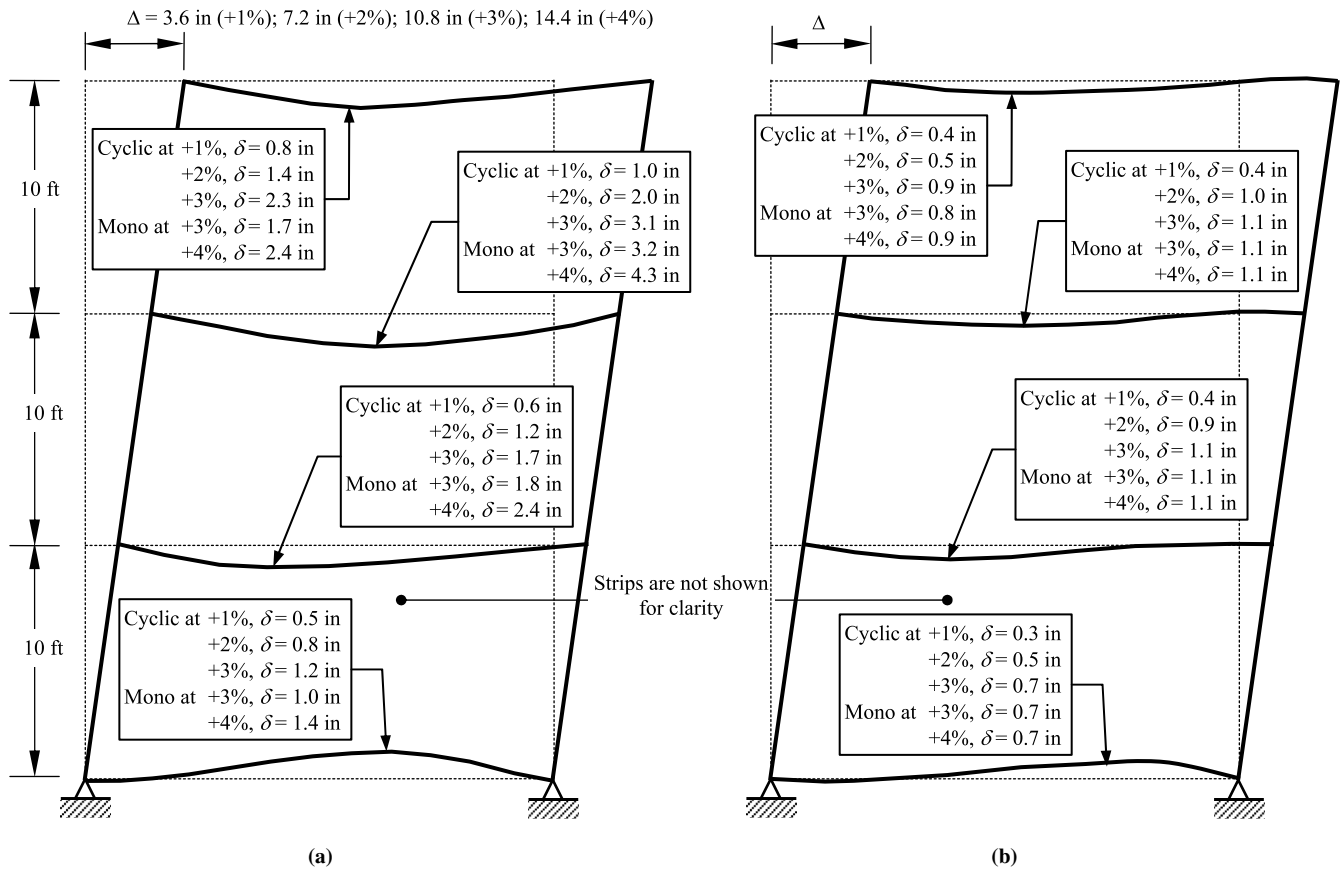 Δ = 3.6 in (+1%); 7.2 in (+2%); 10.8 in (+3%); 14.4 in (+4%)
10 ft
10 ft
10 ft
Cyclic at +1%, δ = 0.8 in
+2%, δ = 1.4 in
+3%, δ = 2.3 in
Mono at +3%, δ = 1.7 in
+4%, δ = 2.4 in
Cyclic at +1%, δ = 1.0 in
+2%, δ = 2.0 in
+3%, δ = 3.1 in
Mono at +3%, δ = 3.2 in
+4%, δ = 4.3 in
Cyclic at +1%, δ = 0.6 in
+2%, δ = 1.2 in
+3%, δ = 1.7 in
Mono at +3%, δ = 1.8 in
+4%, δ = 2.4 in
Cyclic at +1%, δ = 0.5 in
+2%, δ = 0.8 in
+3%, δ = 1.2 in
Mono at +3%, δ = 1.0 in
+4%, δ = 1.4 in
(a)
Strips are not shown
for clarity
Δ
Cyclic at +1%, δ = 0.4 in
+2%, δ = 0.5 in
+3%, δ = 0.9 in
Mono at +3%, δ = 0.8 in
+4%, δ = 0.9 in
Cyclic at +1%, δ = 0.4 in
+2%, δ = 1.0 in
+3%, δ = 1.1 in
Mono at +3%, δ = 1.1 in
+4%, δ = 1.1 in
Cyclic at +1%, δ = 0.4 in
+2%, δ = 0.9 in
+3%, δ = 1.1 in
Mono at +3%, δ = 1.1 in
+4%, δ = 1.1 in
Cyclic at +1%, δ = 0.3 in
+2%, δ = 0.5 in
+3%, δ = 0.7 in
Mono at +3%, δ = 0.7 in
+4%, δ = 0.7 in
(b)